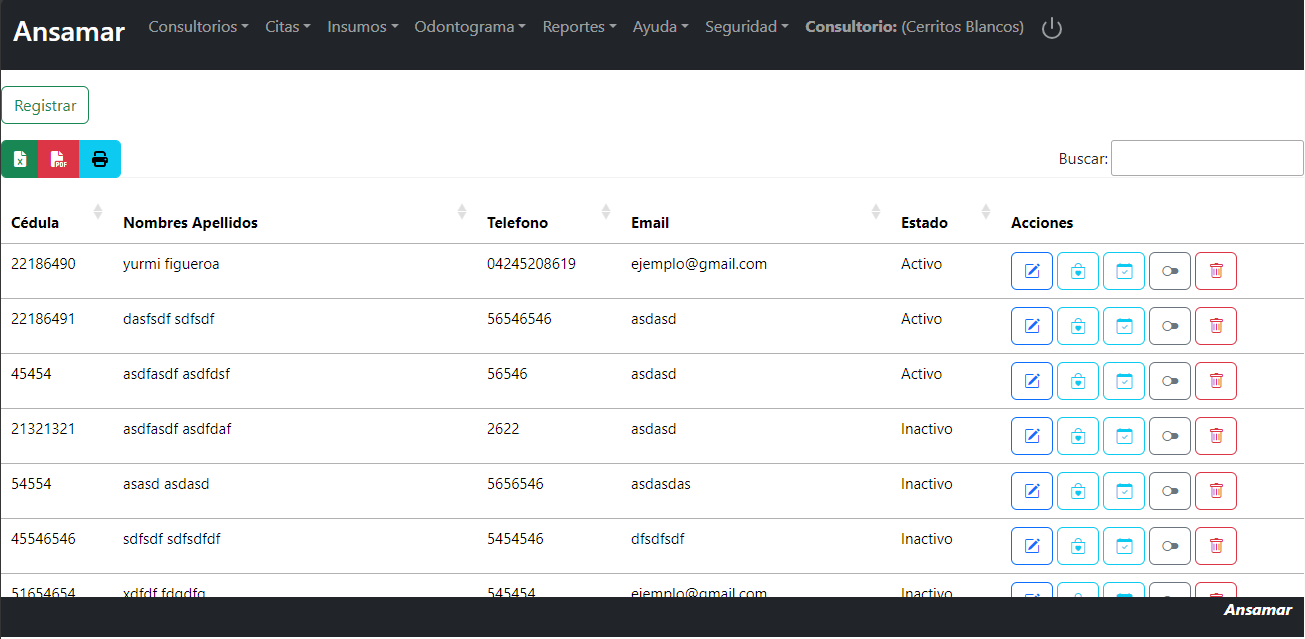 Ansamar Consultorios Citas Insumos Odontograma Reportes Ayuda Seguridad Consultorio: (Cerritos Blancos)
Registrar
PDF
Buscar:
Cédula Nombres Apellidos Telefono Email Estado Acciones
22186490 yurmi figueroa 04245208619 ejemplo@gmail.com Activo
22186491 dasfsdf sdfsdf 56546546 asdasd Activo
45454 asdfasdf asdfdsf 56546 asdasd Activo
21321321 asdfasdf asdfdaf 2622 asdasd Inactivo
54554 asasd asdasd 5656546 asdasdas Inactivo
45546546 sdfsdf sdfsdfdf 5454546 dfsdfsdf Inactivo
51654654 xdfdf fdgdfg 545454 ejemplo@gmail.com Inactivo
Ansamar